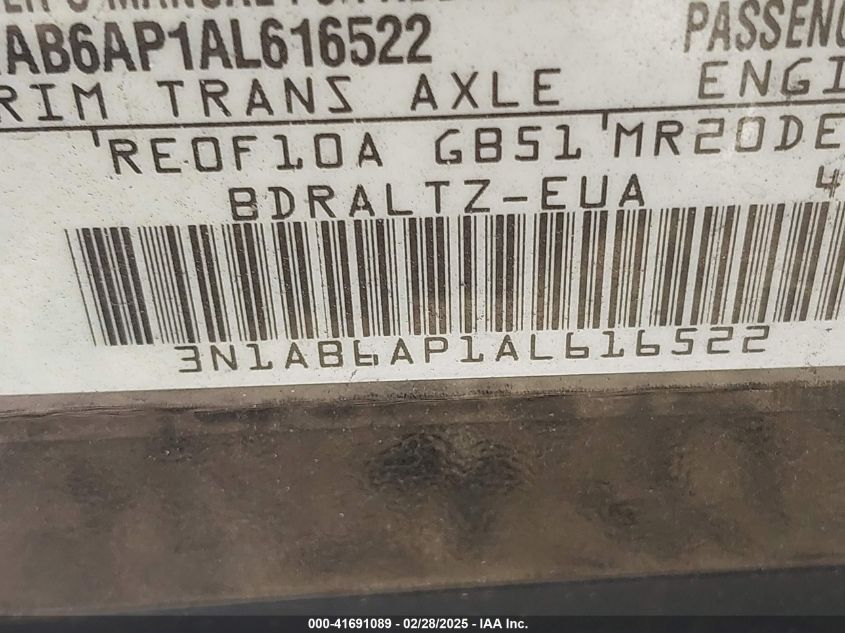 AB6AP1AL616522 PASSENG
RIM TRANS AXLE ENGI
RE0F10A GB51 MR20DE
BDRALTZ-EUA 4
3N1AB6AP1AL616522
000-41691089 — 02/28/2025 — IAA Inc.